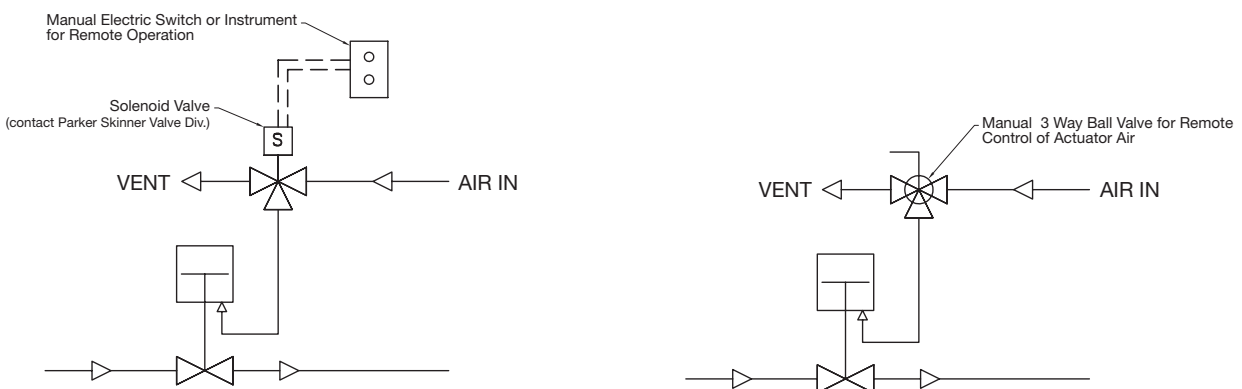 Manual Electric Switch or Instrument
for Remote Operation
Solenoid Valve
(contact Parker Skinner Valve Div.)
S
VENT
AIR IN
Manual 3 Way Ball Valve for Remote
Control of Actuator Air
VENT
AIR IN